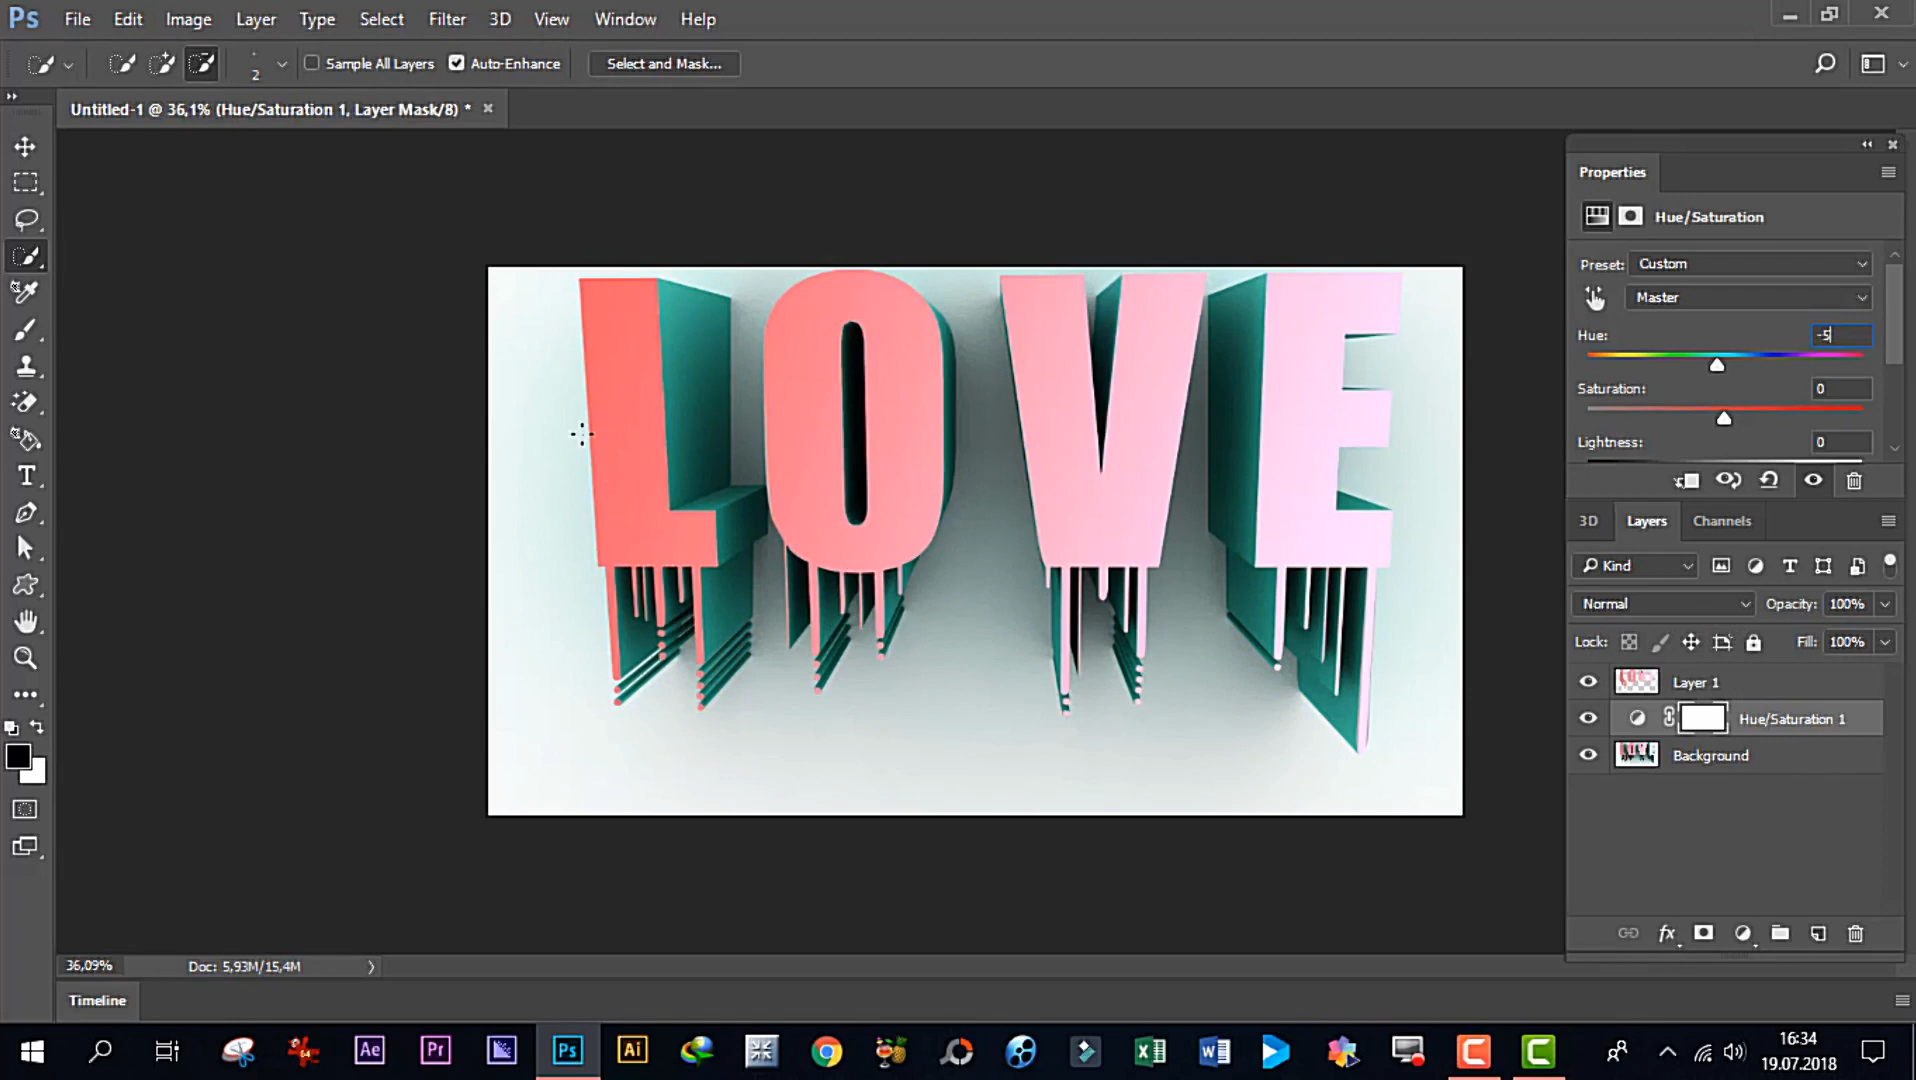 Ps File Edit Image Layer Type Select Filter 3D View Window Help
2 Sample All Layers Auto-Enhance Select and Mask...
Untitled-1 @ 36,1% (Hue/Saturation 1, Layer Mask/8) *
Properties
Hue/Saturation
Preset: Custom
Master
Hue: -5
Saturation: 0
Lightness: 0
LOVE
3D Layers Channels
Kind
Normal Opacity: 100%
Lock: Fill: 100%
Layer 1
Hue/Saturation 1
Background
fx
36,09% Doc: 5,93M/15,4M
Timeline
Ae Pr Ps Ai
16:34
19.07.2018